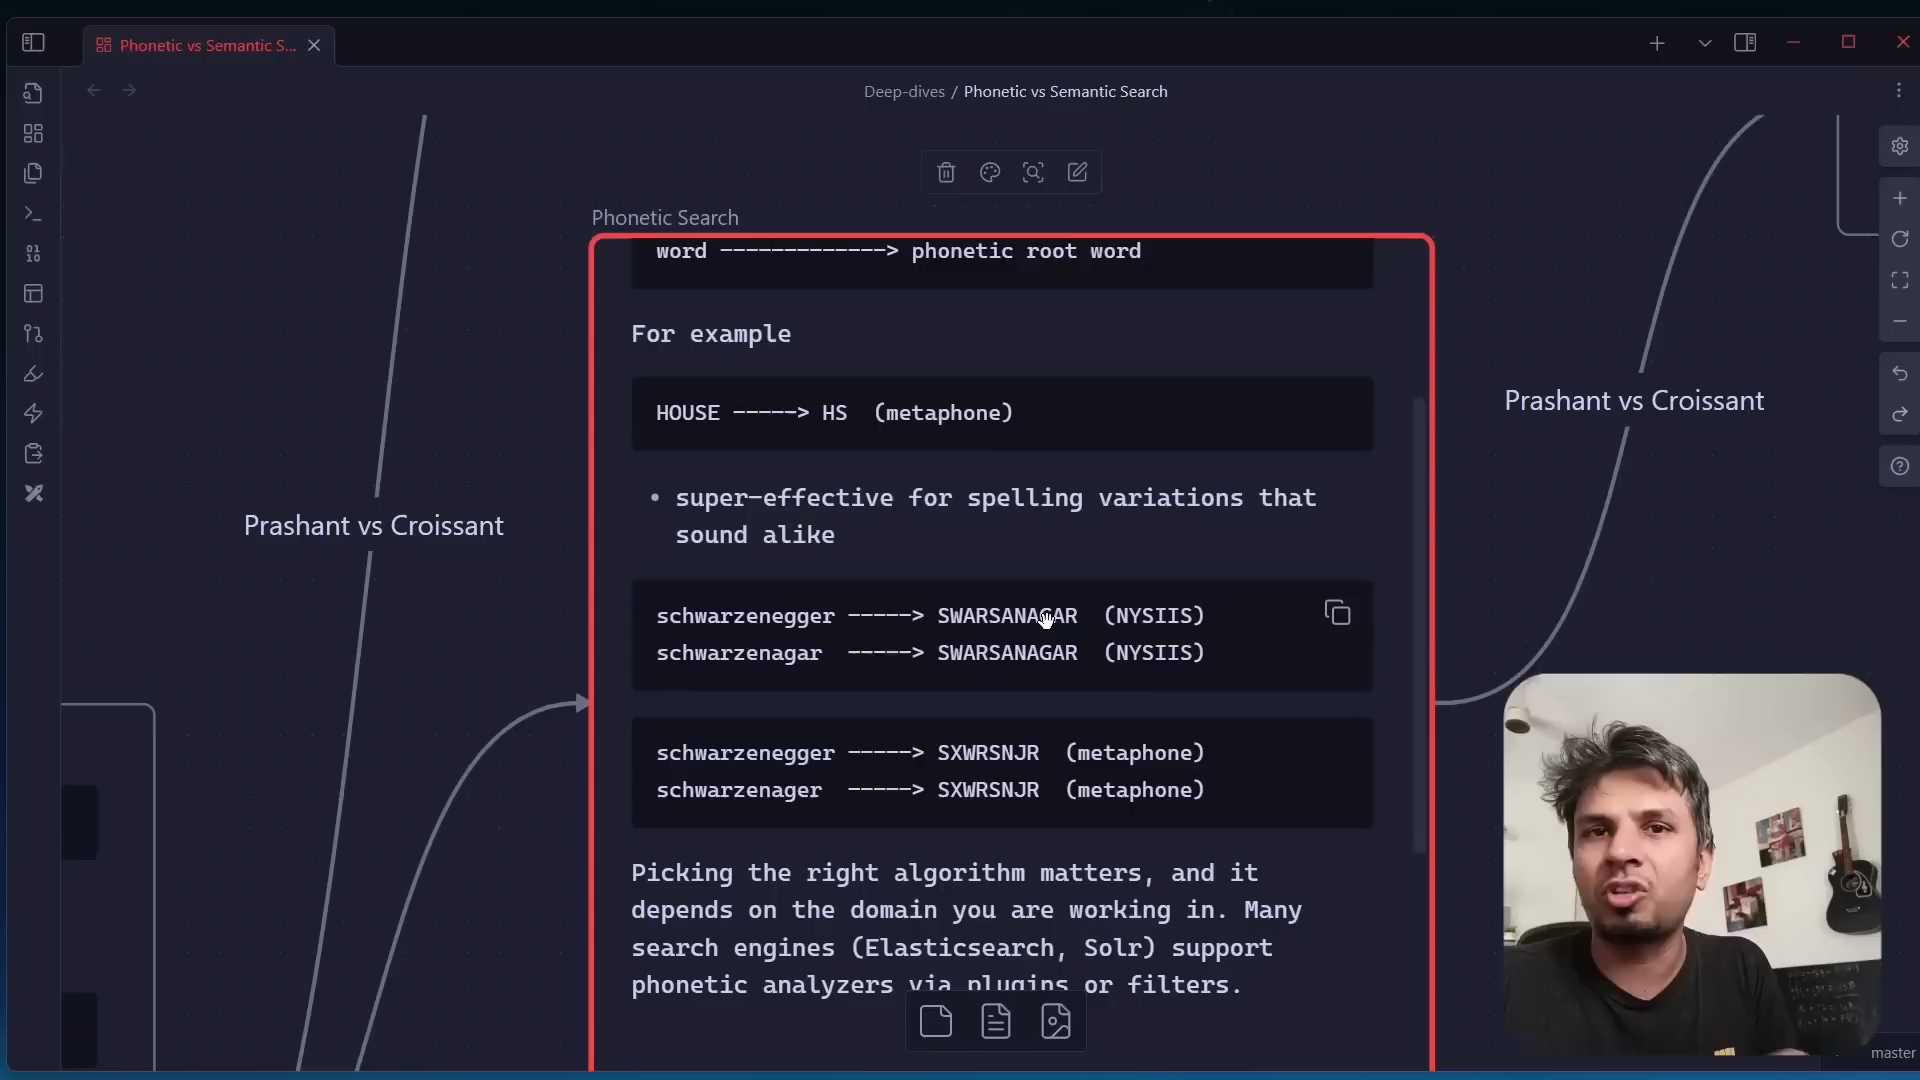 Phonetic vs Semantic S...
Deep-dives / Phonetic vs Semantic Search
Phonetic Search
word -------------> phonetic root word
For example
HOUSE -----> HS (metaphone)
• super-effective for spelling variations that
sound alike
schwarzenegger -----> SWARSANAGAR (NYSIIS)
schwarzenagar -----> SWARSANAGAR (NYSIIS)
schwarzenegger -----> SXWRSNJR (metaphone)
schwarzenager -----> SXWRSNJR (metaphone)
Picking the right algorithm matters, and it
depends on the domain you are working in. Many
search engines (Elasticsearch, Solr) support
phonetic analyzers via plugins or filters.
Prashant vs Croissant
Prashant vs Croissant
master